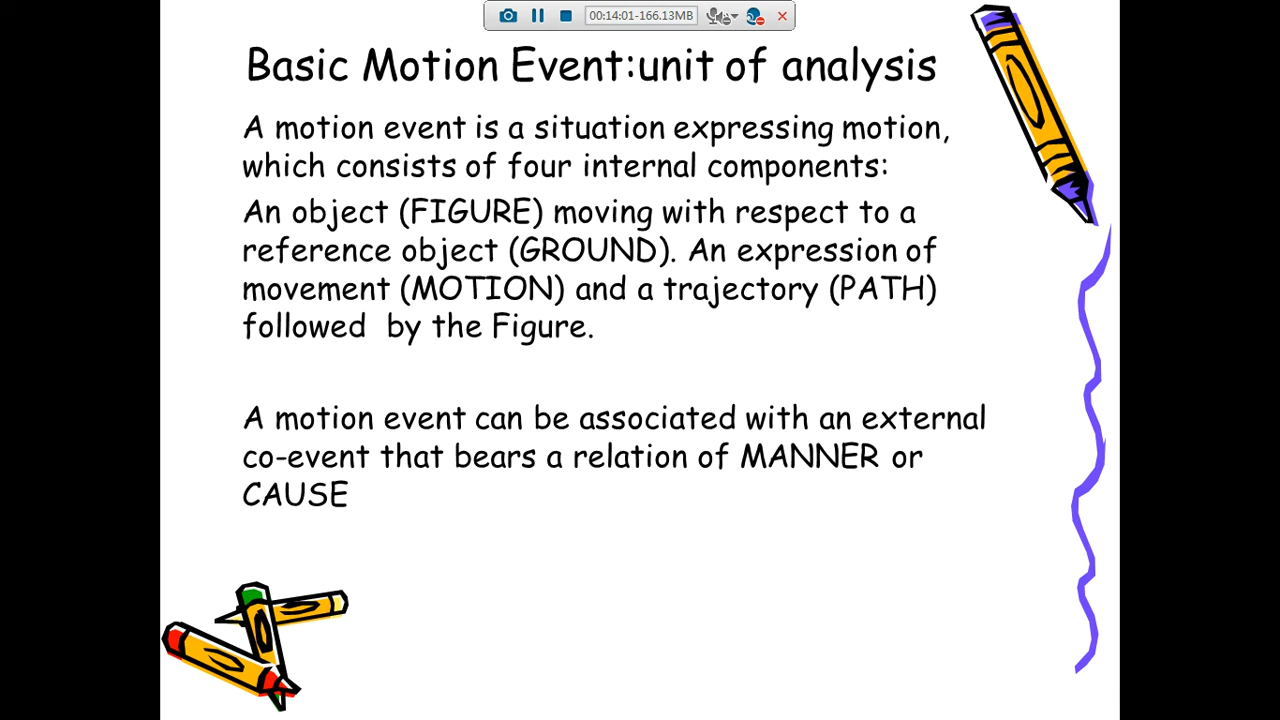 00:14:01-166.13MB
Basic Motion Event:unit of analysis
A motion event is a situation expressing motion,
which consists of four internal components:
An object (FIGURE) moving with respect to a
reference object (GROUND). An expression of
movement (MOTION) and a trajectory (PATH)
followed  by the Figure.
A motion event can be associated with an external
co-event that bears a relation of MANNER or
CAUSE